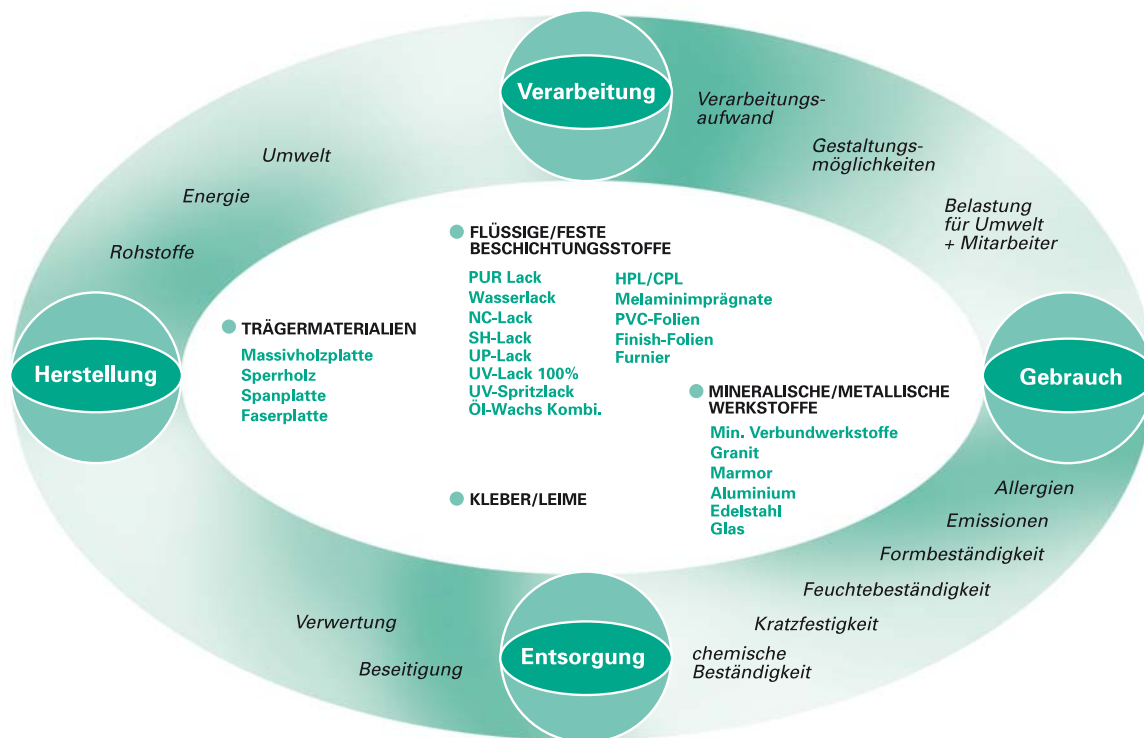 Verarbeitung
Verarbeitungs-
aufwand
Gestaltungs-
möglichkeiten
Belastung
für Umwelt
+ Mitarbeiter
Umwelt
Energie
Rohstoffe
Herstellung
Gebrauch
FLÜSSIGE/FESTE
BESCHICHTUNGSSTOFFE
PUR Lack
Wasserlack
NC-Lack
SH-Lack
UP-Lack
UV-Lack 100%
UV-Spritzlack
Öl-Wachs Kombi.
HPL/CPL
Melaminimprägnate
PVC-Folien
Finish-Folien
Furnier
TRÄGERMATERIALIEN
Massivholzplatte
Sperrholz
Spanplatte
Faserplatte
MINERALISCHE/METALLISCHE
WERKSTOFFE
Min. Verbundwerkstoffe
Granit
Marmor
Aluminium
Edelstahl
Glas
KLEBER/LEIME
Allergien
Emissionen
Formbeständigkeit
Feuchtebeständigkeit
Kratzfestigkeit
chemische
Beständigkeit
Entsorgung
Verwertung
Beseitigung